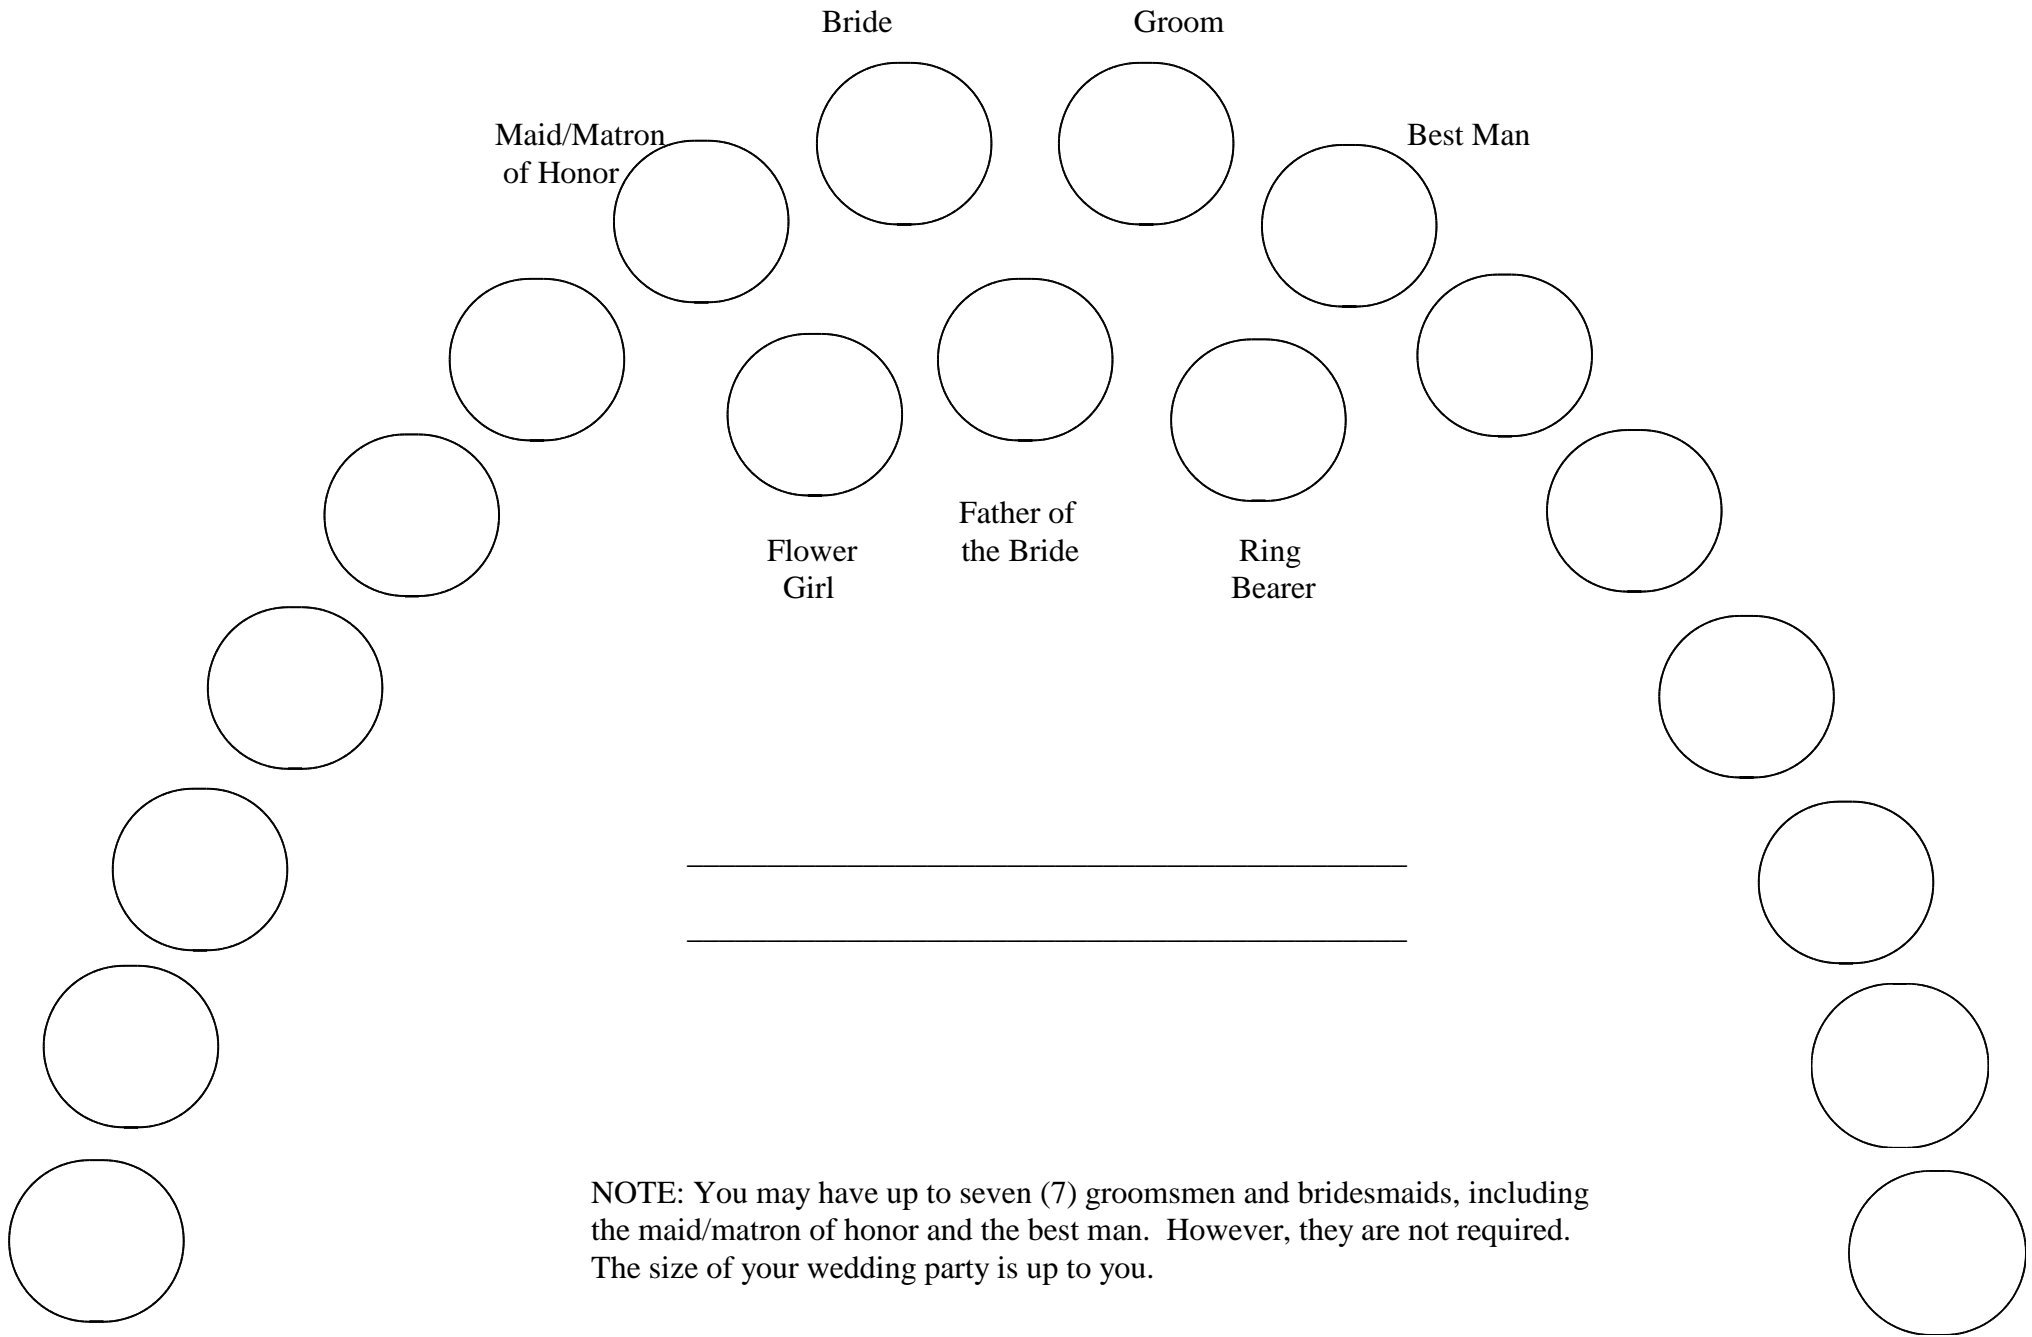 Bride
Groom
Maid/Matron
of Honor
Best Man
Father of
the Bride
Flower
Girl
Ring
Bearer
NOTE: You may have up to seven (7) groomsmen and bridesmaids, including
the maid/matron of honor and the best man.  However, they are not required.
The size of your wedding party is up to you.